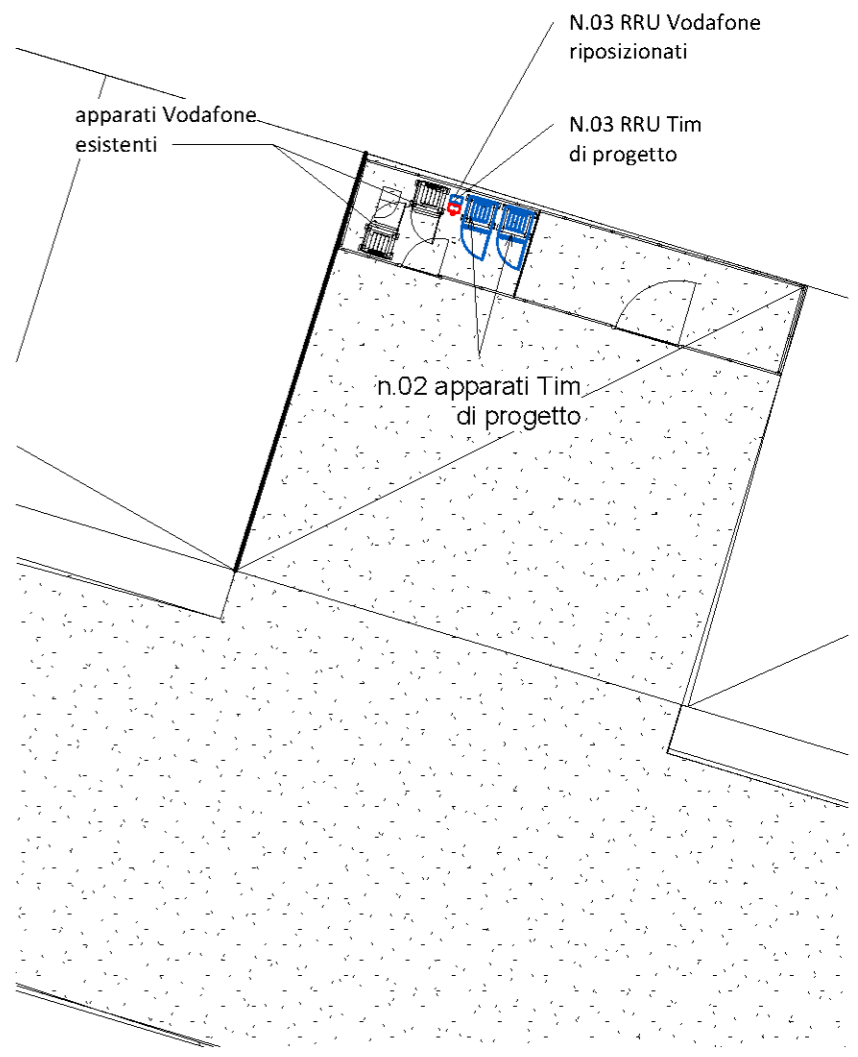 N.03 RRU Vodafone
riposizionati
apparati Vodafone
esistenti
N.03 RRU Tim
di progetto
n.02 apparati Tim
di progetto